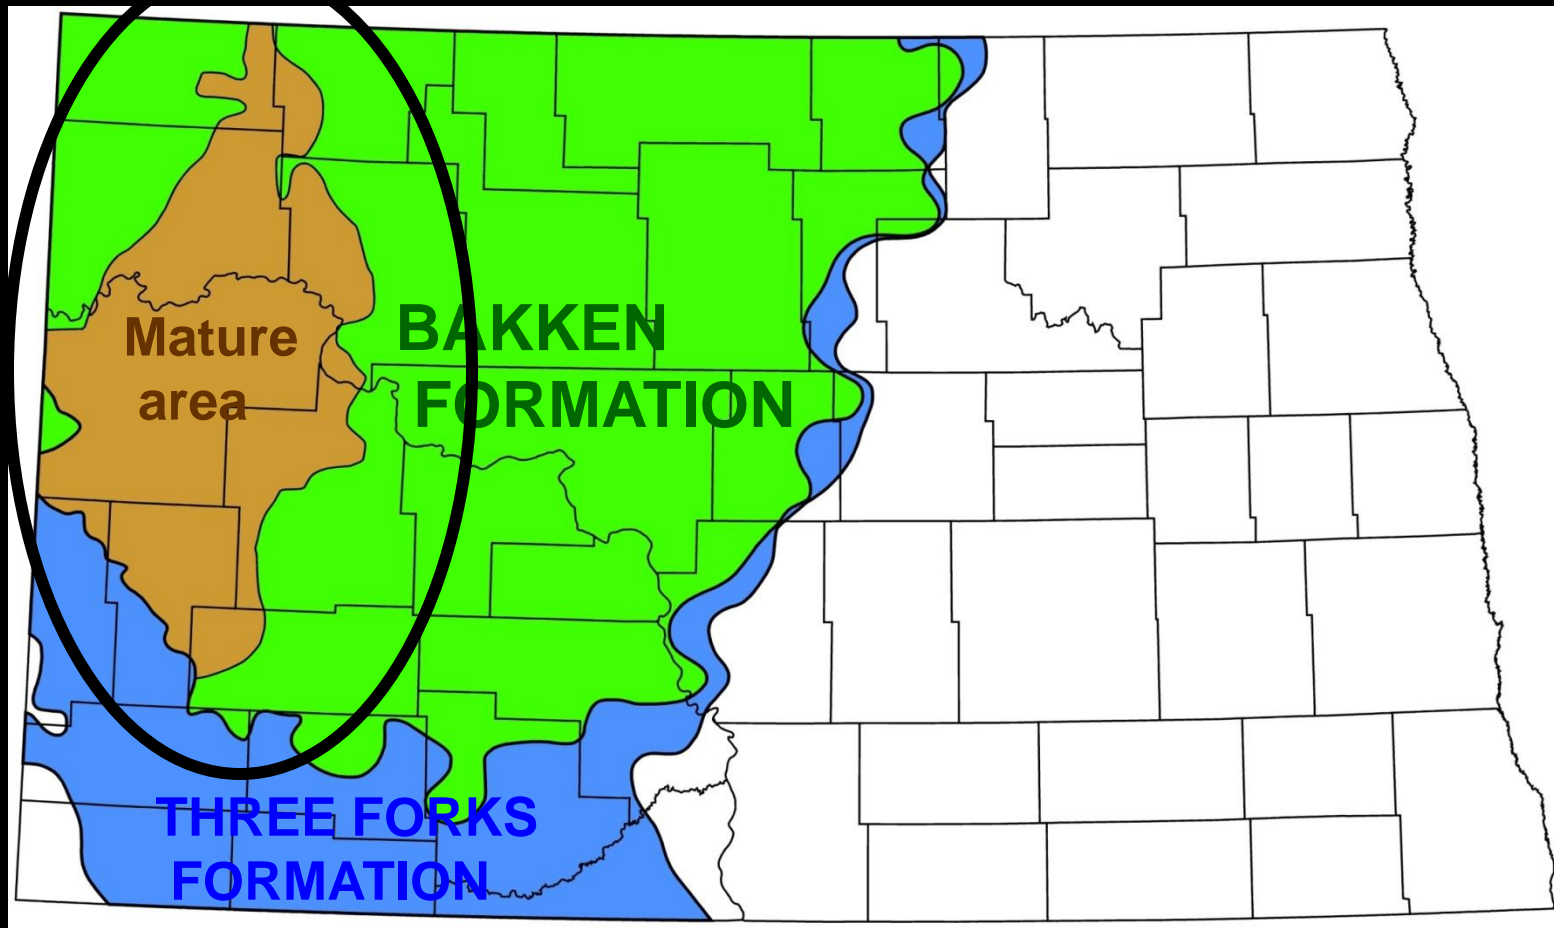 Mature
area
BAKKEN
FORMATION
THREE FORKS
FORMATION